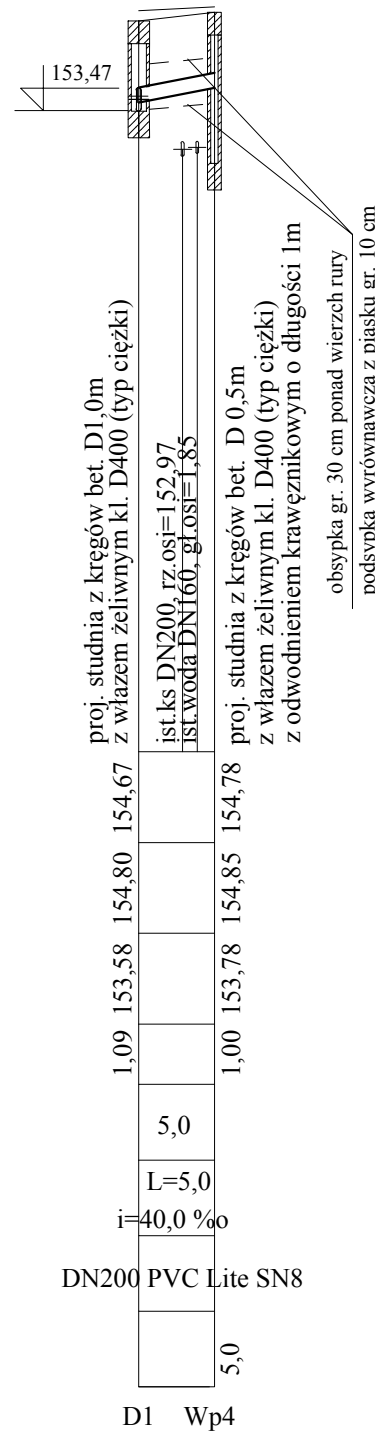 153,47
proj. studnia z kręgów bet. D1,0m
z włazem żeliwnym kl. D400 (typ ciężki)
ist.ks DN200, rz.osi=152,97
ist.woda DN160, gł.osi=1,85
proj. studnia z kręgów bet. D 0,5m
z włazem żeliwnym kl. D400 (typ ciężki)
z odwodnieniem krawęznikowym o długości 1m
obsypka gr. 30 cm ponad wierzch rury
podsypka wyrównawcza z piasku gr. 10 cm
154,67 154,78
154,80 154,85
153,58 153,78
1,09 1,00
5,0
L=5,0
i=40,0 %o
DN200 PVC Lite SN8
5,0
D1 Wp4